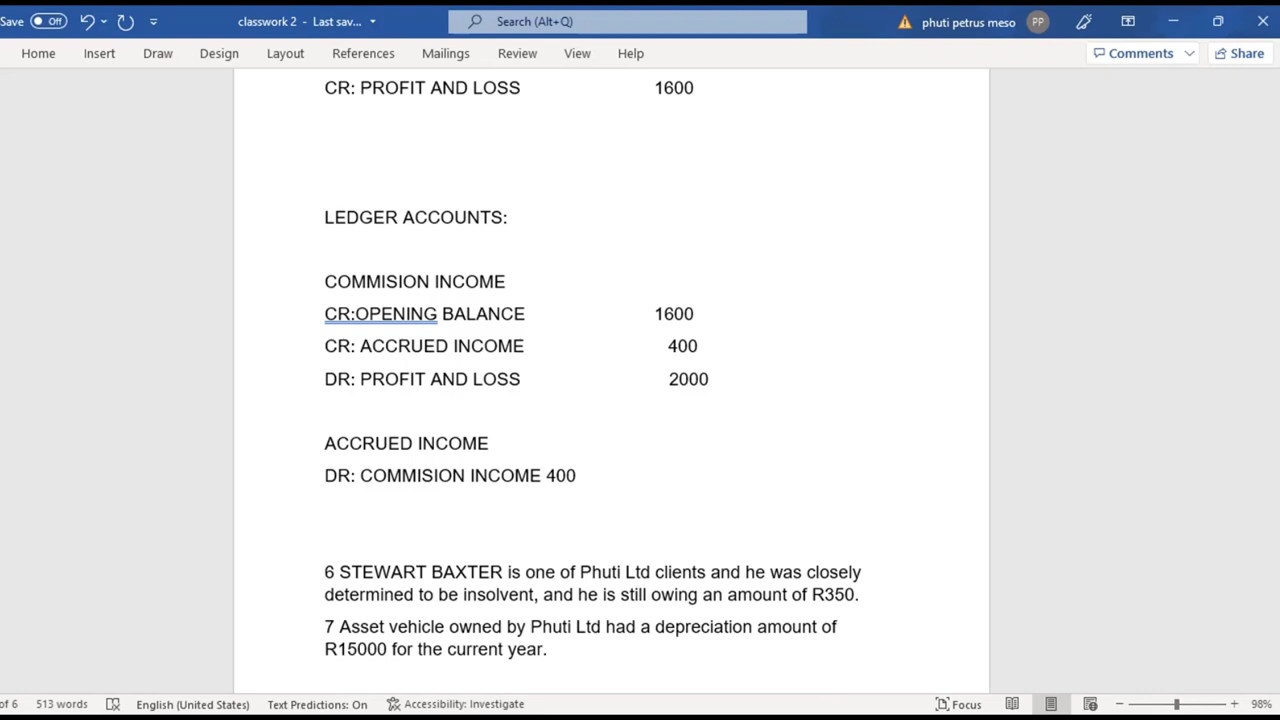 Save Off classwork 2 - Last sav... Search (Alt+Q) phuti petrus meso PP
Home Insert Draw Design Layout References Mailings Review View Help Comments Share
CR: PROFIT AND LOSS 1600
LEDGER ACCOUNTS:
COMMISION INCOME
CR:OPENING BALANCE 1600
CR: ACCRUED INCOME 400
DR: PROFIT AND LOSS 2000
ACCRUED INCOME
DR: COMMISION INCOME 400
6 STEWART BAXTER is one of Phuti Ltd clients and he was closely
determined to be insolvent, and he is still owing an amount of R350.
7 Asset vehicle owned by Phuti Ltd had a depreciation amount of
R15000 for the current year.
of 6 513 words English (United States) Text Predictions: On Accessibility: Investigate Focus 98%